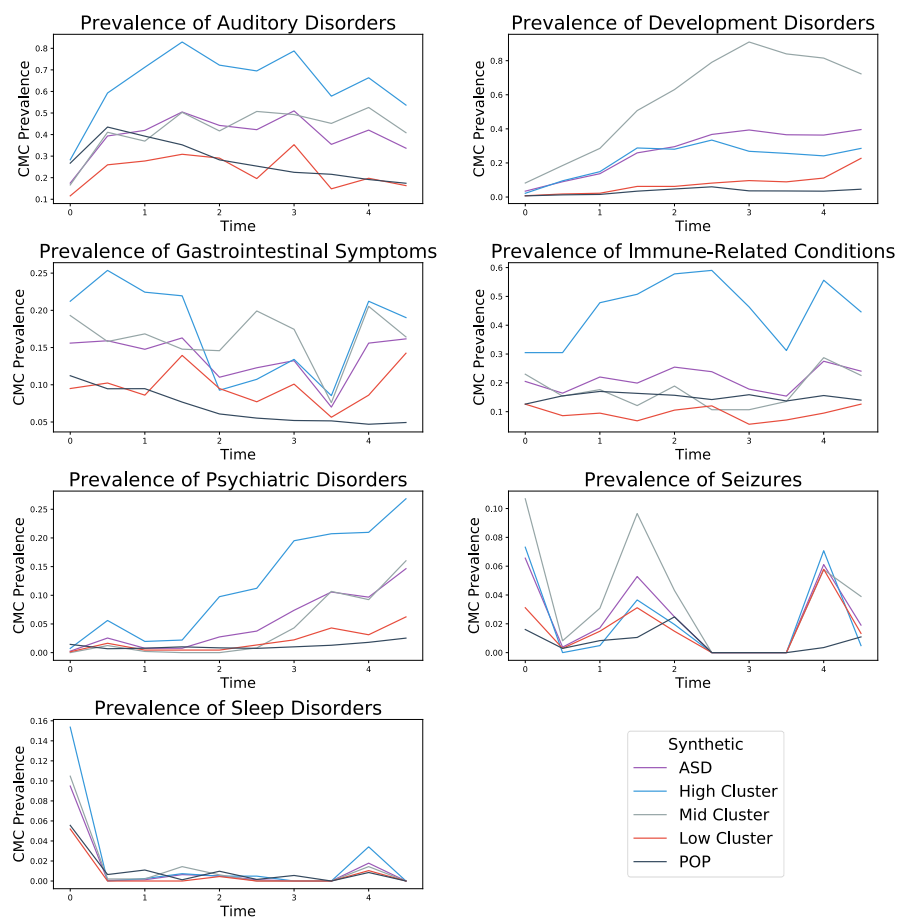 Prevalence of Auditory Disorders
CMC Prevalence
0.8
0.7
0.6
0.5
0.4
0.3
0.2
0.1
0 1 2 3 4
Time
Prevalence of Development Disorders
CMC Prevalence
0.8
0.6
0.4
0.2
0.0
0 1 2 3 4
Time
Prevalence of Gastrointestinal Symptoms
CMC Prevalence
0.25
0.20
0.15
0.10
0.05
0 1 2 3 4
Time
Prevalence of Immune-Related Conditions
CMC Prevalence
0.6
0.5
0.4
0.3
0.2
0.1
0 1 2 3 4
Time
Prevalence of Psychiatric Disorders
CMC Prevalence
0.25
0.20
0.15
0.10
0.05
0.00
0 1 2 3 4
Time
Prevalence of Seizures
CMC Prevalence
0.10
0.08
0.06
0.04
0.02
0.00
0 1 2 3 4
Time
Prevalence of Sleep Disorders
CMC Prevalence
0.16
0.14
0.12
0.10
0.08
0.06
0.04
0.02
0.00
0 1 2 3 4
Time
Synthetic
ASD
High Cluster
Mid Cluster
Low Cluster
POP